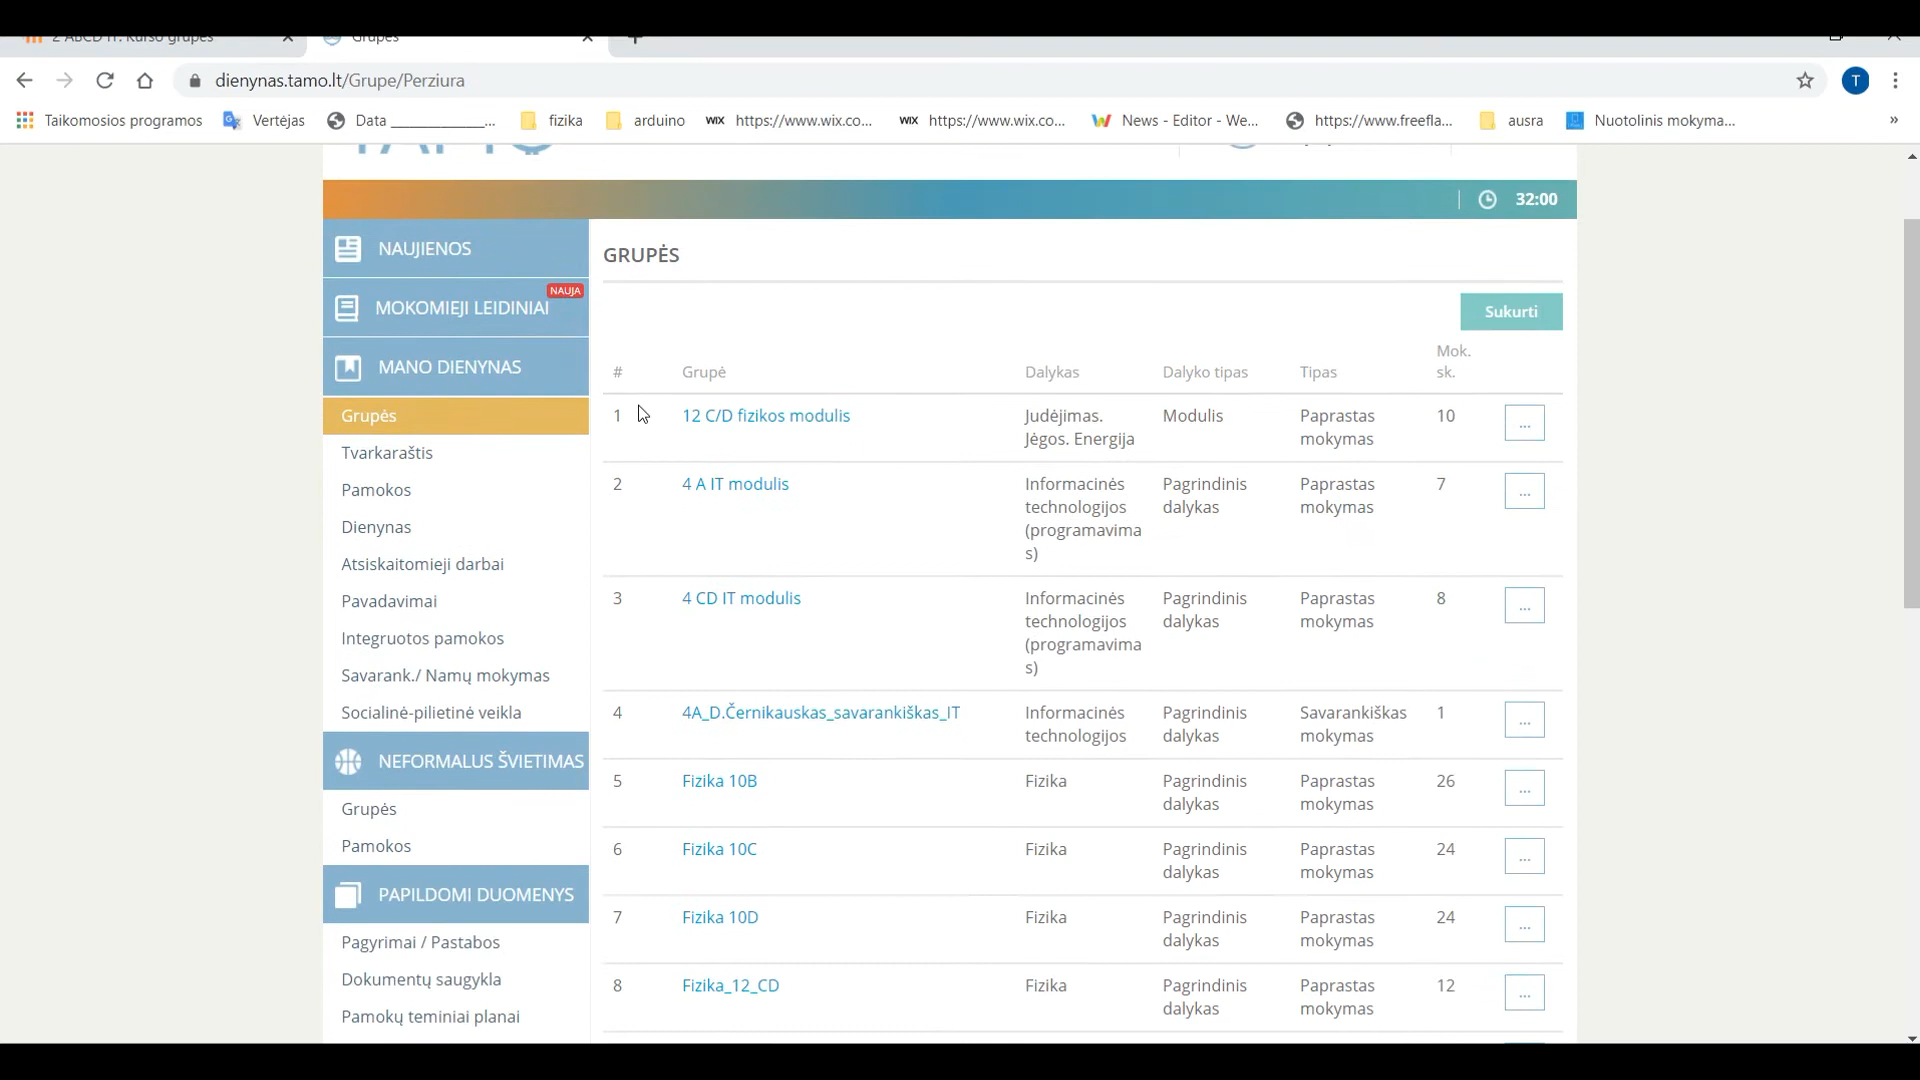 2 ABCD IT: Kurso grupės
Grupės
dienynas.tamo.lt/Grupe/Perziura
T
Taikomosios programos Vertėjas Data ____________... fizika arduino https://www.wix.co... https://www.wix.co... News - Editor - We... https://www.freefla... ausra Nuotolinis mokyma... »
32:00
NAUJIENOS
MOKOMIEJI LEIDINIAI
NAUJA
MANO DIENYNAS
Grupės
Tvarkaraštis
Pamokos
Dienynas
Atsiskaitomieji darbai
Pavadavimai
Integruotos pamokos
Savarank./ Namų mokymas
Socialinė-pilietinė veikla
NEFORMALUS ŠVIETIMAS
Grupės
Pamokos
PAPILDOMI DUOMENYS
Pagyrimai / Pastabos
Dokumentų saugykla
Pamokų teminiai planai
GRUPĖS
Sukurti
# Grupė Dalykas Dalyko tipas Tipas Mok.
sk.
1 12 C/D fizikos modulis Judėjimas. Modulis Paprastas 10 ...
Jėgos. Energija mokymas
2 4 A IT modulis Informacinės Pagrindinis Paprastas 7 ...
technologijos dalykas mokymas
(programavima
s)
3 4 CD IT modulis Informacinės Pagrindinis Paprastas 8 ...
technologijos dalykas mokymas
(programavima
s)
4 4A_D.Černikauskas_savarankiškas_IT Informacinės Pagrindinis Savarankiškas 1 ...
technologijos dalykas mokymas
5 Fizika 10B Fizika Pagrindinis Paprastas 26 ...
dalykas mokymas
6 Fizika 10C Fizika Pagrindinis Paprastas 24 ...
dalykas mokymas
7 Fizika 10D Fizika Pagrindinis Paprastas 24 ...
dalykas mokymas
8 Fizika_12_CD Fizika Pagrindinis Paprastas 12 ...
dalykas mokymas